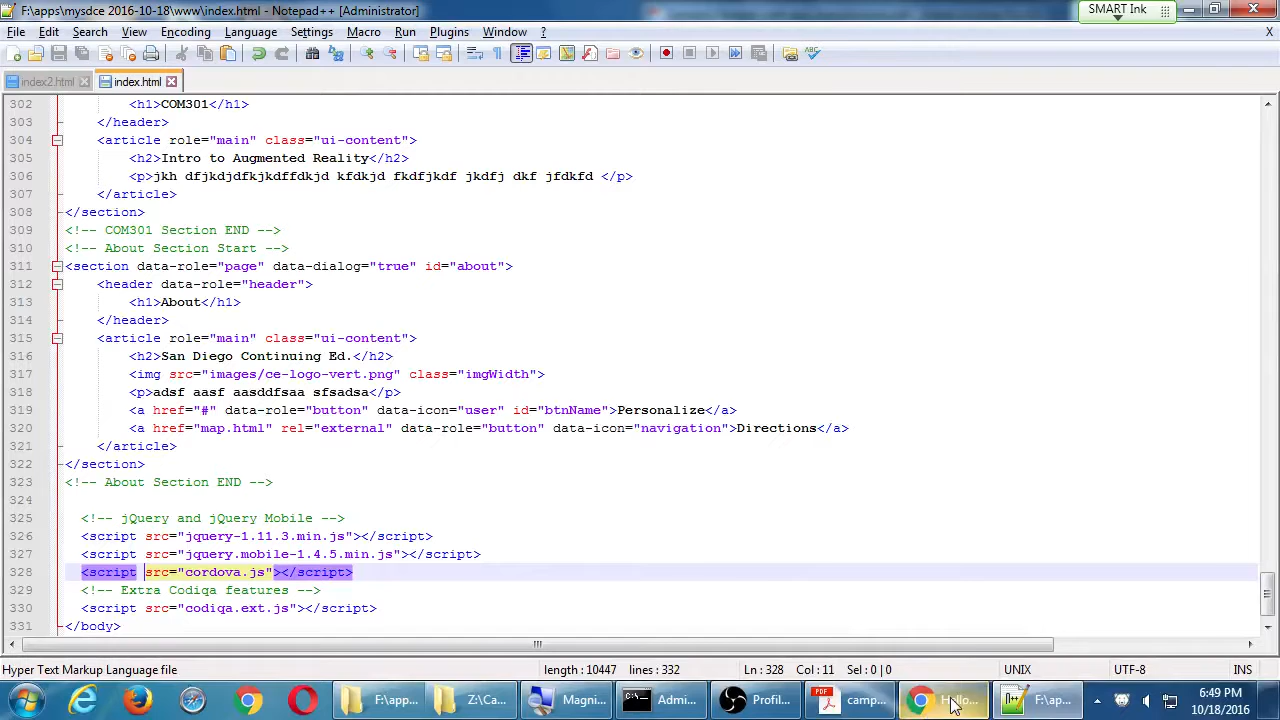 F:\apps\mysdce 2016-10-18\www\index.html - Notepad++ [Administrator]
SMART Ink
File Edit Search View Encoding Language Settings Macro Run Plugins Window ? X
index2.html index.html
302 <h1>COM301</h1>
303 </header>
304 <article role="main" class="ui-content">
305 <h2>Intro to Augmented Reality</h2>
306 <p>jkh dfjkdjdfkjkdffdkjd kfdkjd fkdfjkdf jkdfj dkf jfdkfd </p>
307 </article>
308 </section>
309 <!-- COM301 Section END -->
310 <!-- About Section Start -->
311 <section data-role="page" data-dialog="true" id="about">
312 <header data-role="header">
313 <h1>About</h1>
314 </header>
315 <article role="main" class="ui-content">
316 <h2>San Diego Continuing Ed.</h2>
317 <img src="images/ce-logo-vert.png" class="imgWidth">
318 <p>adsf aasf aasddfsaa sfsadsa</p>
319 <a href="#" data-role="button" data-icon="user" id="btnName">Personalize</a>
320 <a href="map.html" rel="external" data-role="button" data-icon="navigation">Directions</a>
321 </article>
322 </section>
323 <!-- About Section END -->
324
325 <!-- jQuery and jQuery Mobile -->
326 <script src="jquery-1.11.3.min.js"></script>
327 <script src="jquery.mobile-1.4.5.min.js"></script>
328 <script src="cordova.js"></script>
329 <!-- Extra Codiqa features -->
330 <script src="codiqa.ext.js"></script>
331 </body>
Hyper Text Markup Language file length : 10447 lines : 332 Ln : 328 Col : 11 Sel : 0 | 0 UNIX UTF-8 INS
F:\app... Z:\Ca... Magni... Admi... Profil... PDF camp... Hello... F:\ap... 6:49 PM
10/18/2016